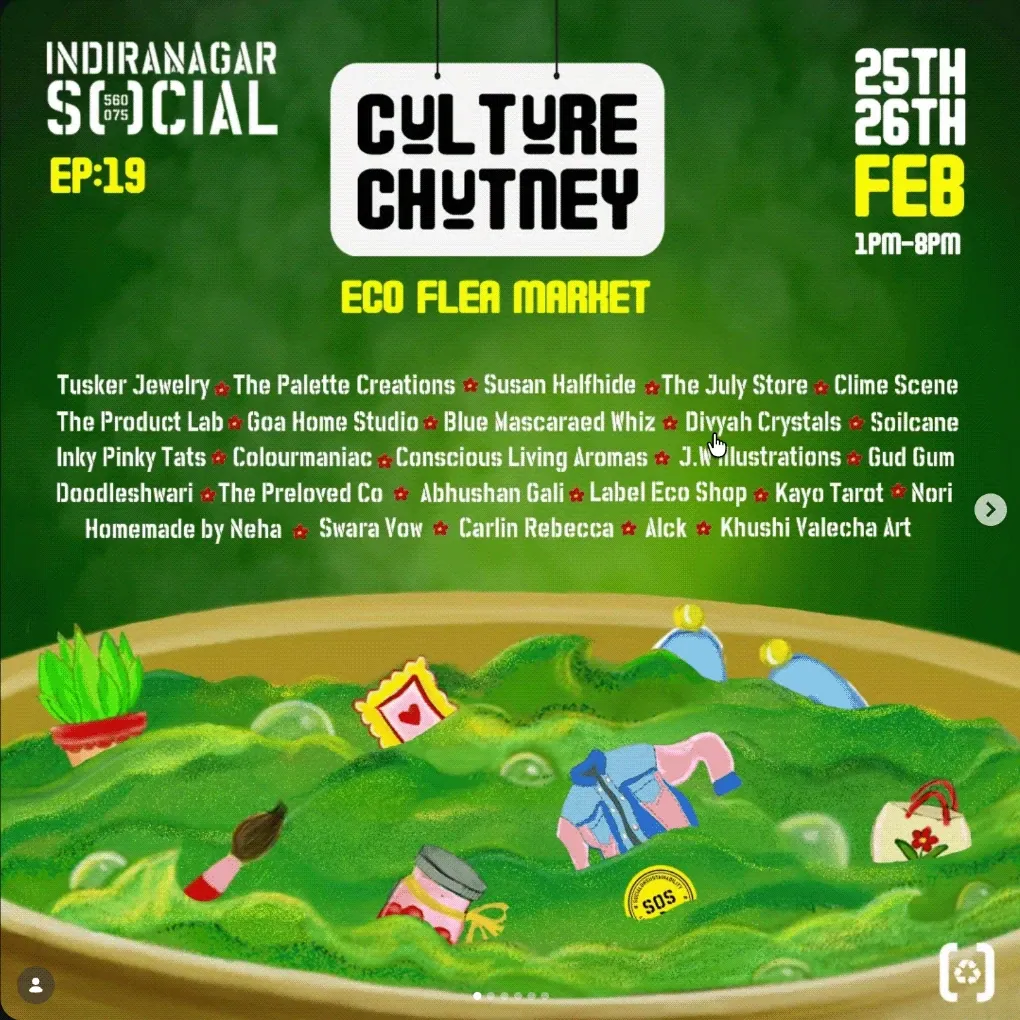 INDIRANAGAR
SOCIAL
560
075
EP:19
CULTURE
CHUTNEY
25TH
26TH
FEB
1PM-8PM
ECO FLEA MARKET
Tusker Jewelry The Palette Creations Susan Halfhide The July Store Clime Scene
The Product Lab Goa Home Studio Blue Mascaraed Whiz Divyah Crystals Soilcane
Inky Pinky Tats Colourmaniac Conscious Living Aromas J.W Illustrations Gud Gum
Doodleshwari The Preloved Co Abhushan Gali Label Eco Shop Kayo Tarot Nori
Homemade by Neha Swara Vow Carlin Rebecca Alck Khushi Valecha Art
SOS